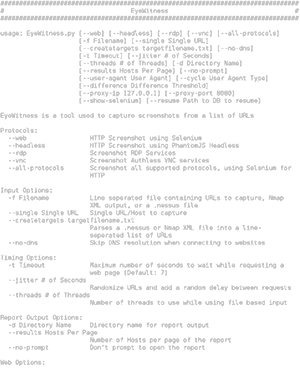 ################################################################################
#                                  EyeWitness                                  #
################################################################################
usage: EyeWitness.py [--web] [--headless] [--rdp] [--vnc] [--all-protocols]
[-f Filename] [--single Single URL]
[--createtargets targetfilename.txt] [--no-dns]
[-t Timeout] [--jitter # of Seconds]
[--threads # of Threads] [-d Directory Name]
[--results Hosts Per Page] [--no-prompt]
[--user-agent User Agent] [--cycle User Agent Type]
[--difference Difference Threshold]
[--proxy-ip [127.0.0.1]] [--proxy-port 8080]
[--show-selenium] [--resume Path to DB to resume]
EyeWitness is a tool used to capture screenshots from a list of URLs
Protocols:
--web HTTP Screenshot using Selenium
--headless HTTP Screenshot using PhantomJS Headless
--rdp Screenshot RDP Services
--vnc Screenshot Authless VNC services
--all-protocols Screenshot all supported protocols, using Selenium for
HTTP
Input Options:
-f Filename Line seperated file containing URLs to capture, Nmap
XML output, or a .nessus file
--single Single URL Single URL/Host to capture
--createtargets targetfilename.txt
Parses a .nessus or Nmap XML file into a line-
seperated list of URLs
--no-dns Skip DNS resolution when connecting to websites
Timing Options:
-t Timeout Maximum number of seconds to wait while requesting a
web page (Default: 7)
--jitter # of Seconds
Randomize URLs and add a random delay between requests
--threads # of Threads
Number of threads to use while using file based input
Report Output Options:
-d Directory Name Directory name for report output
--results Hosts Per Page
Number of Hosts per page of the report
--no-prompt Don't prompt to open the report
Web Options: